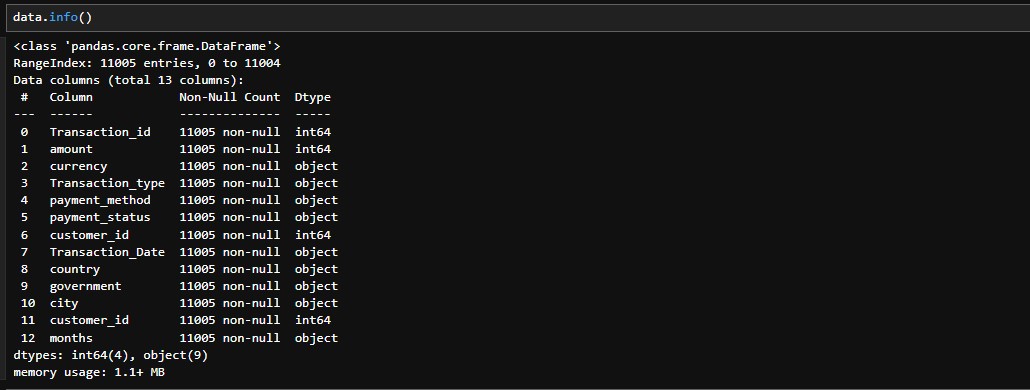 data.info()
<class 'pandas.core.frame.DataFrame'>
RangeIndex: 11005 entries, 0 to 11004
Data columns (total 13 columns):
 #   Column            Non-Null Count  Dtype
---  ------            --------------  -----
 0   Transaction_id    11005 non-null  int64
 1   amount            11005 non-null  int64
 2   currency          11005 non-null  object
 3   Transaction_type  11005 non-null  object
 4   payment_method    11005 non-null  object
 5   payment_status    11005 non-null  object
 6   customer_id       11005 non-null  int64
 7   Transaction_Date  11005 non-null  object
 8   country           11005 non-null  object
 9   government        11005 non-null  object
 10  city              11005 non-null  object
 11  customer_id       11005 non-null  int64
 12  months            11005 non-null  object
dtypes: int64(4), object(9)
memory usage: 1.1+ MB